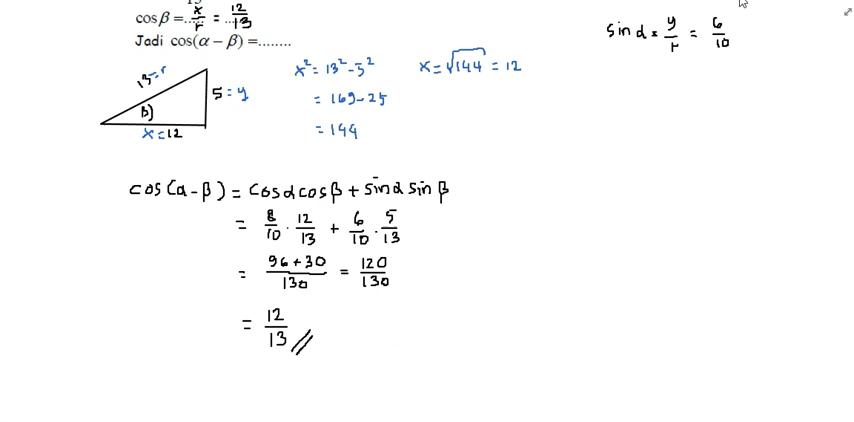 cos β =.... x/r = ..12/13
Jadi cos(α − β) =........
sin α = y/r = 6/10
13 = r
5 = y
β)
x = 12
x² = 13² - 5²
= 169 - 25
= 144
x = √144 = 12
cos(α - β) = cos α cos β + sin α sin β
= 8/10 . 12/13 + 6/10 . 5/13
= 96 + 30/130 = 120/130
= 12/13 //